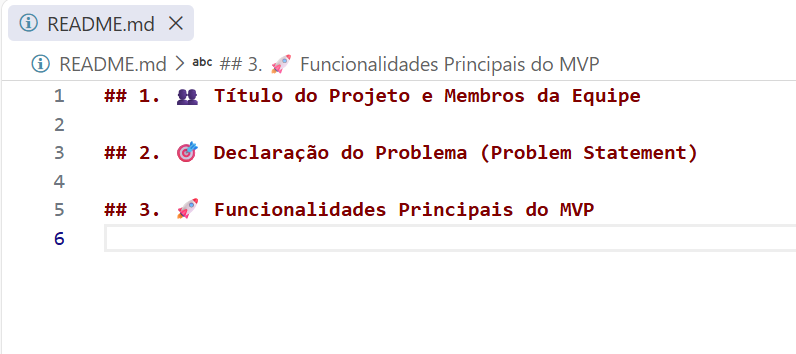 README.md
README.md > abc ## 3. 🚀 Funcionalidades Principais do MVP
1 ## 1. 👥 Título do Projeto e Membros da Equipe
2
3 ## 2. 🎯 Declaração do Problema (Problem Statement)
4
5 ## 3. 🚀 Funcionalidades Principais do MVP
6